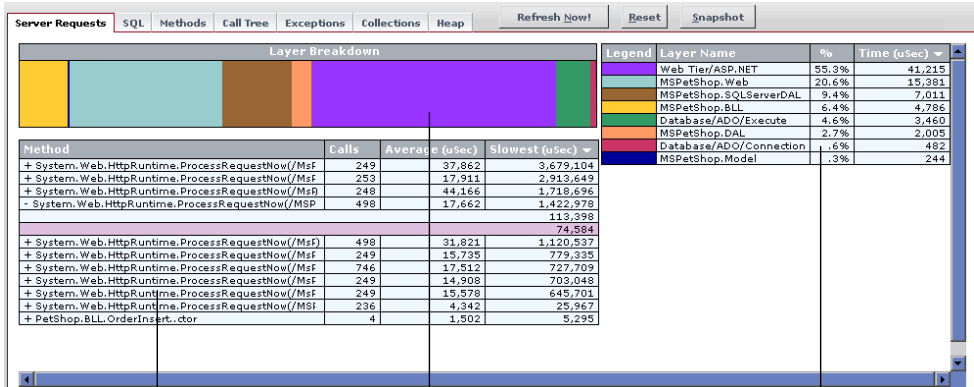 Server Requests SQL Methods Call Tree Exceptions Collections Heap Refresh Now! Reset Snapshot
Layer Breakdown
Legend Layer Name % Time (uSec)
Web Tier/ASP.NET 55.3% 41,215
MSPetShop.Web 20.6% 15,381
MSPetShop.SQLServerDAL 9.4% 7,011
MSPetShop.BLL 6.4% 4,786
Database/ADO/Execute 4.6% 3,460
MSPetShop.DAL 2.7% 2,005
Database/ADO/Connection .6% 482
MSPetShop.Model .3% 244
Method Calls Average (uSec) Slowest (uSec)
+ System.Web.HttpRuntime.ProcessRequestNow(/MsF 249 37,862 3,679,104
+ System.Web.HttpRuntime.ProcessRequestNow(/MsF 253 17,911 2,913,649
+ System.Web.HttpRuntime.ProcessRequestNow(/MsF) 248 44,166 1,718,696
- System.Web.HttpRuntime.ProcessRequestNow(/MSP 498 17,662 1,422,978
113,398
74,584
+ System.Web.HttpRuntime.ProcessRequestNow(/MsF) 498 31,821 1,120,537
+ System.Web.HttpRuntime.ProcessRequestNow(/MsF 249 15,735 779,335
+ System.Web.HttpRuntime.ProcessRequestNow(/MsF 746 17,512 727,709
+ System.Web.HttpRuntime.ProcessRequestNow(/MSF 249 14,908 703,048
+ System.Web.HttpRuntime.ProcessRequestNow(/MsF 249 15,578 645,701
+ System.Web.HttpRuntime.ProcessRequestNow(/MSF 236 4,342 25,967
+ PetShop.BLL.OrderInsert..ctor 4 1,502 5,295